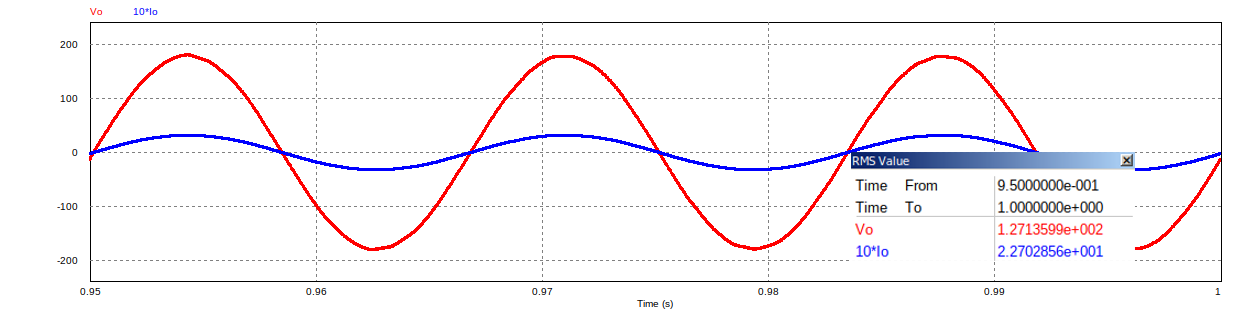 Vo 10*Io
200
100
0
-100
-200
0.95 0.96 0.97 0.98 0.99 1
Time (s)
RMS Value
Time From 9.5000000e-001
Time To 1.0000000e+000
Vo 1.2713599e+002
10*Io 2.2702856e+001